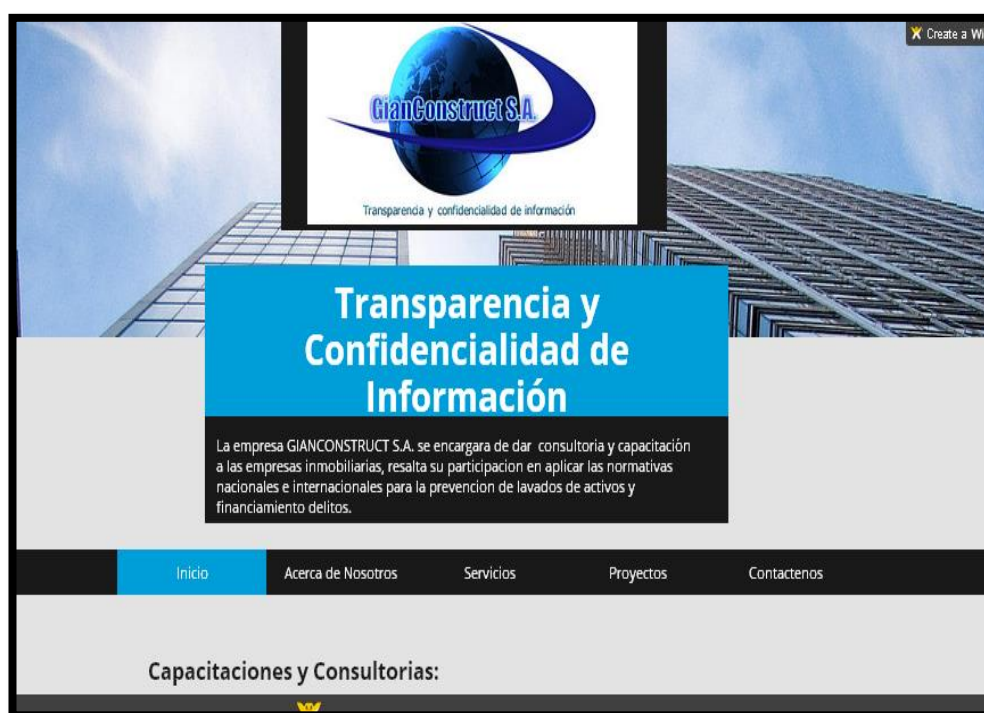 Create a Wi
GianConstruct S.A.
Transparencia y confidencialidad de información
Transparencia y
Confidencialidad de
Información
La empresa GIANCONSTRUCT S.A. se encargara de dar consultoria y capacitación
a las empresas inmobiliarias, resalta su participacion en aplicar las normativas
nacionales e internacionales para la prevencion de lavados de activos y
financiamiento delitos.
Inicio Acerca de Nosotros Servicios Proyectos Contactenos
Capacitaciones y Consultorias: